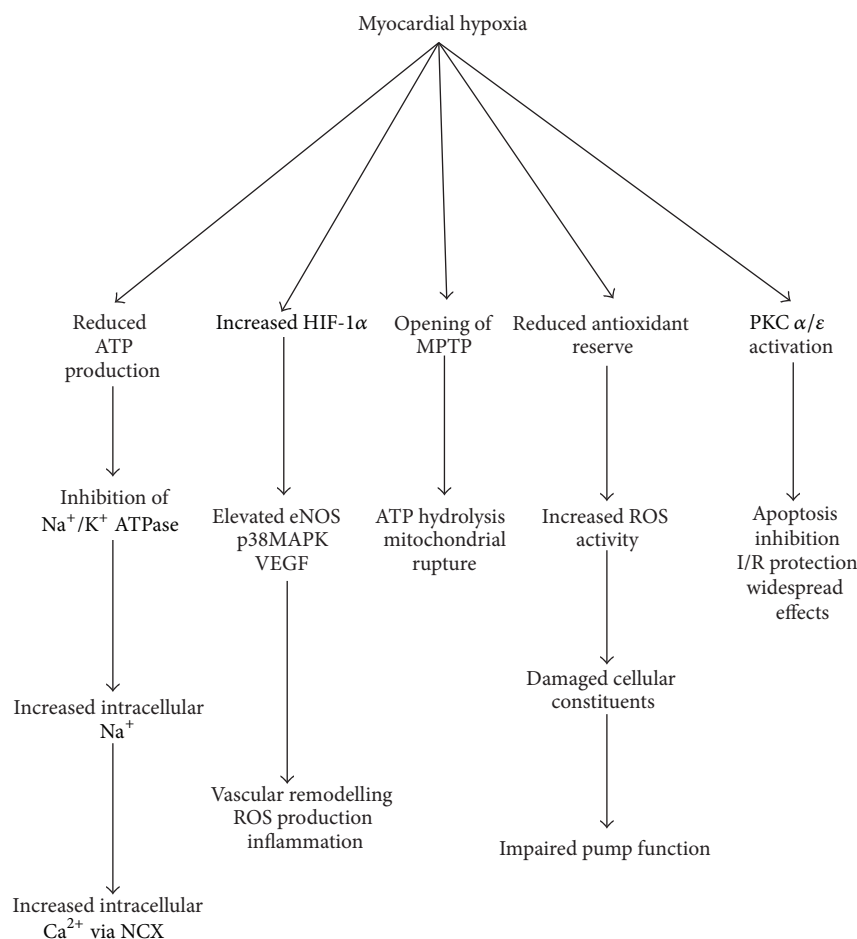 Myocardial hypoxia
Reduced
ATP
production
Increased HIF-1α
Opening of
MPTP
Reduced antioxidant
reserve
PKC α/ε
activation
Inhibition of
Na⁺/K⁺ ATPase
Elevated eNOS
p38MAPK
VEGF
ATP hydrolysis
mitochondrial
rupture
Increased ROS
activity
Apoptosis
inhibition
I/R protection
widespread
effects
Increased intracellular
Na⁺
Damaged cellular
constituents
Vascular remodelling
ROS production
inflammation
Impaired pump function
Increased intracellular
Ca²⁺ via NCX